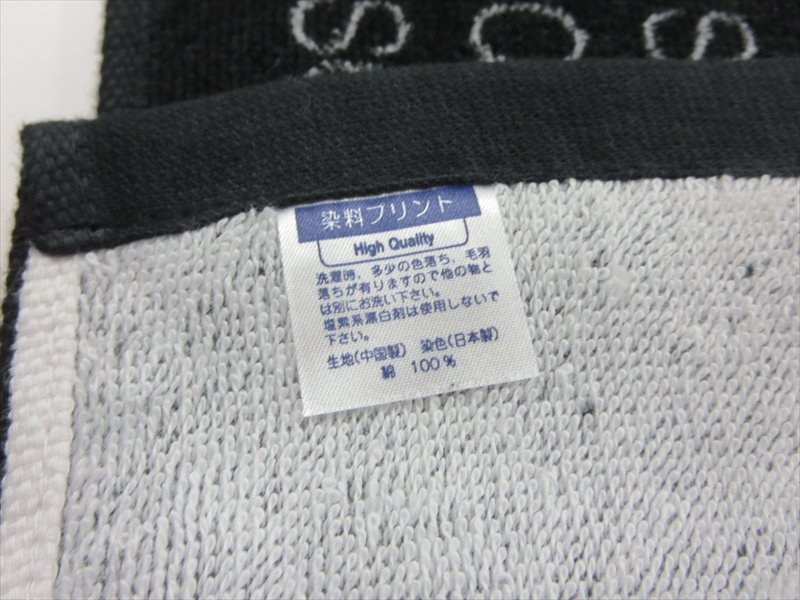 SOS
染料プリント
High Quality
洗濯時、多少の色落ち、毛羽
落ちが有りますので他の物と
は別にお洗い下さい。
塩素系漂白剤は使用しないで
下さい。
生地(中国製) 染色(日本製)
綿 100%